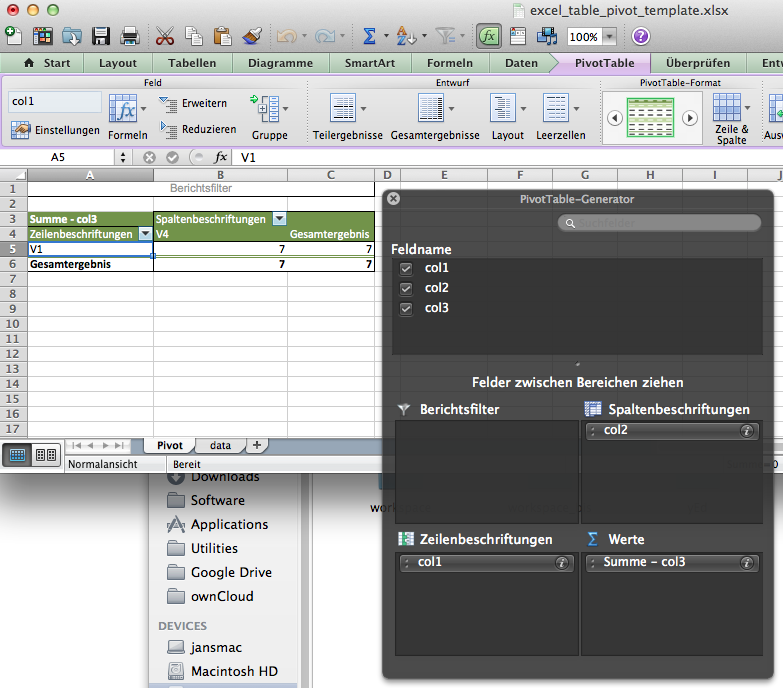 excel_table_pivot_template.xlsx
100%
Start Layout Tabellen Diagramme SmartArt Formeln Daten PivotTable Überprüfen
Feld Entwurf PivotTable-Format
col1
Einstellungen
Formeln
Erweitern
Reduzieren
Gruppe
Teilergebnisse
Gesamtergebnisse
Layout
Leerzellen
Zeile &
Spalte
A5 fx V1
A B C D E F G H I
1 Berichtsfilter
2
3 Summe - col3 Spaltenbeschriftungen
4 Zeilenbeschriftungen V4 Gesamtergebnis
5 V1 7 7
6 Gesamtergebnis 7 7
7
8
9
10
11
12
13
14
15
16
17
Pivot data
Normalansicht Bereit
PivotTable-Generator
Feldname
col1
col2
col3
Felder zwischen Bereichen ziehen
Berichtsfilter Spaltenbeschriftungen
col2
Zeilenbeschriftungen Werte
col1 Summe - col3
Downloads
Software
Applications
Utilities
Google Drive
ownCloud
DEVICES
jansmac
Macintosh HD